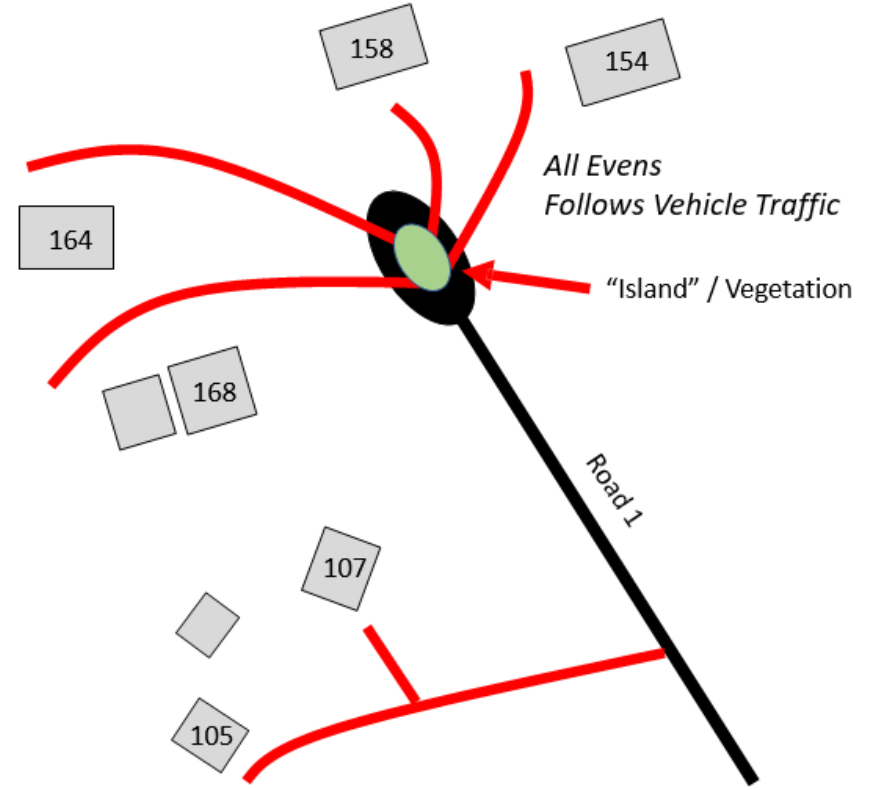 158
154
All Evens
Follows Vehicle Traffic
164
“Island” / Vegetation
168
Road 1
107
105